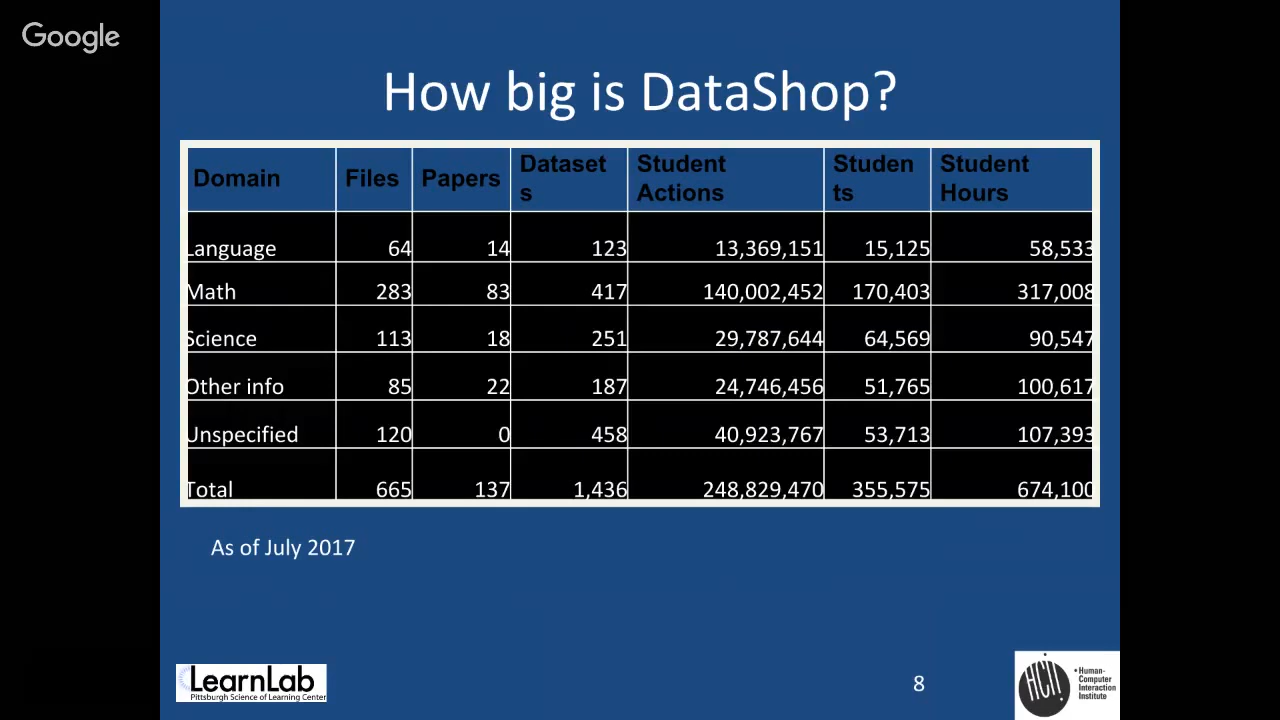 Google
How big is DataShop?
Domain Files Papers Dataset
s Student
Actions Studen
ts Student
Hours
Language 64 14 123 13,369,151 15,125 58,533
Math 283 83 417 140,002,452 170,403 317,008
Science 113 18 251 29,787,644 64,569 90,547
Other info 85 22 187 24,746,456 51,765 100,617
Unspecified 120 0 458 40,923,767 53,713 107,393
Total 665 137 1,436 248,829,470 355,575 674,100
As of July 2017
LearnLab
Pittsburgh Science of Learning Center
8
HCII
• Human-
Computer
Interaction
Institute